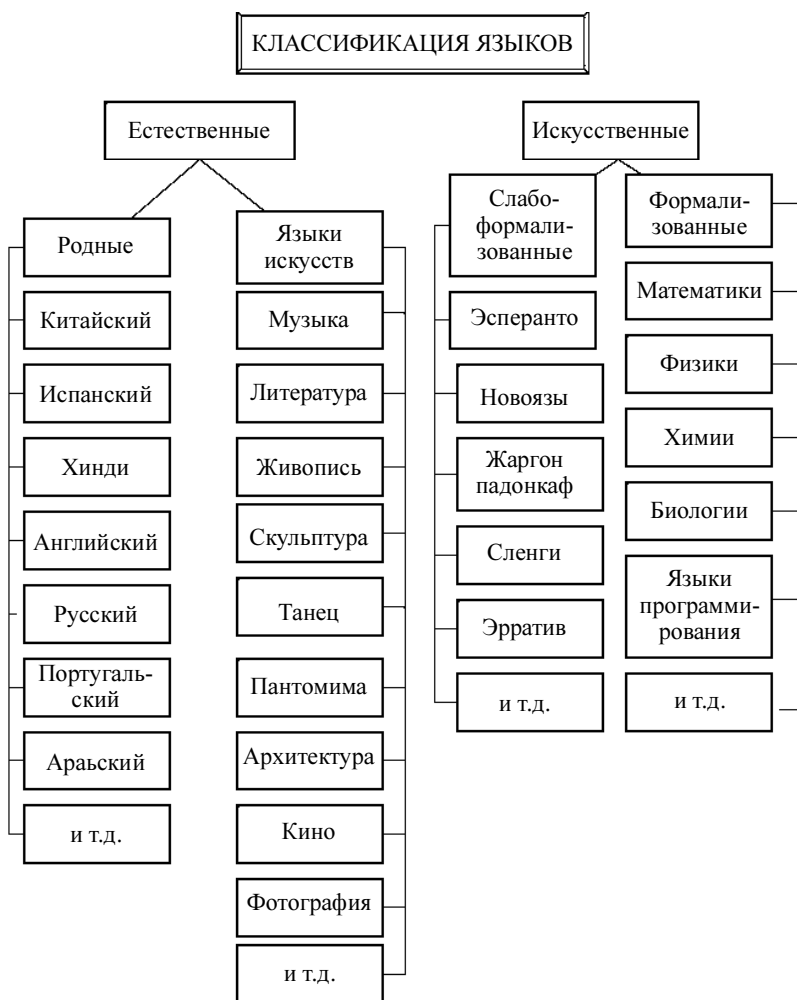 КЛАССИФИКАЦИЯ ЯЗЫКОВ
Естественные
Родные
Китайский
Испанский
Хинди
Английский
Русский
Португаль-
ский
Араьский
и т.д.
Языки
искусств
Музыка
Литература
Живопись
Скульптура
Танец
Пантомима
Архитектура
Кино
Фотография
и т.д.
Искусственные
Слабо-
формали-
зованные
Эсперанто
Новоязы
Жаргон
падонкаф
Сленги
Эрратив
и т.д.
Формали-
зованные
Математики
Физики
Химии
Биологии
Языки
программи-
рования
и т.д.